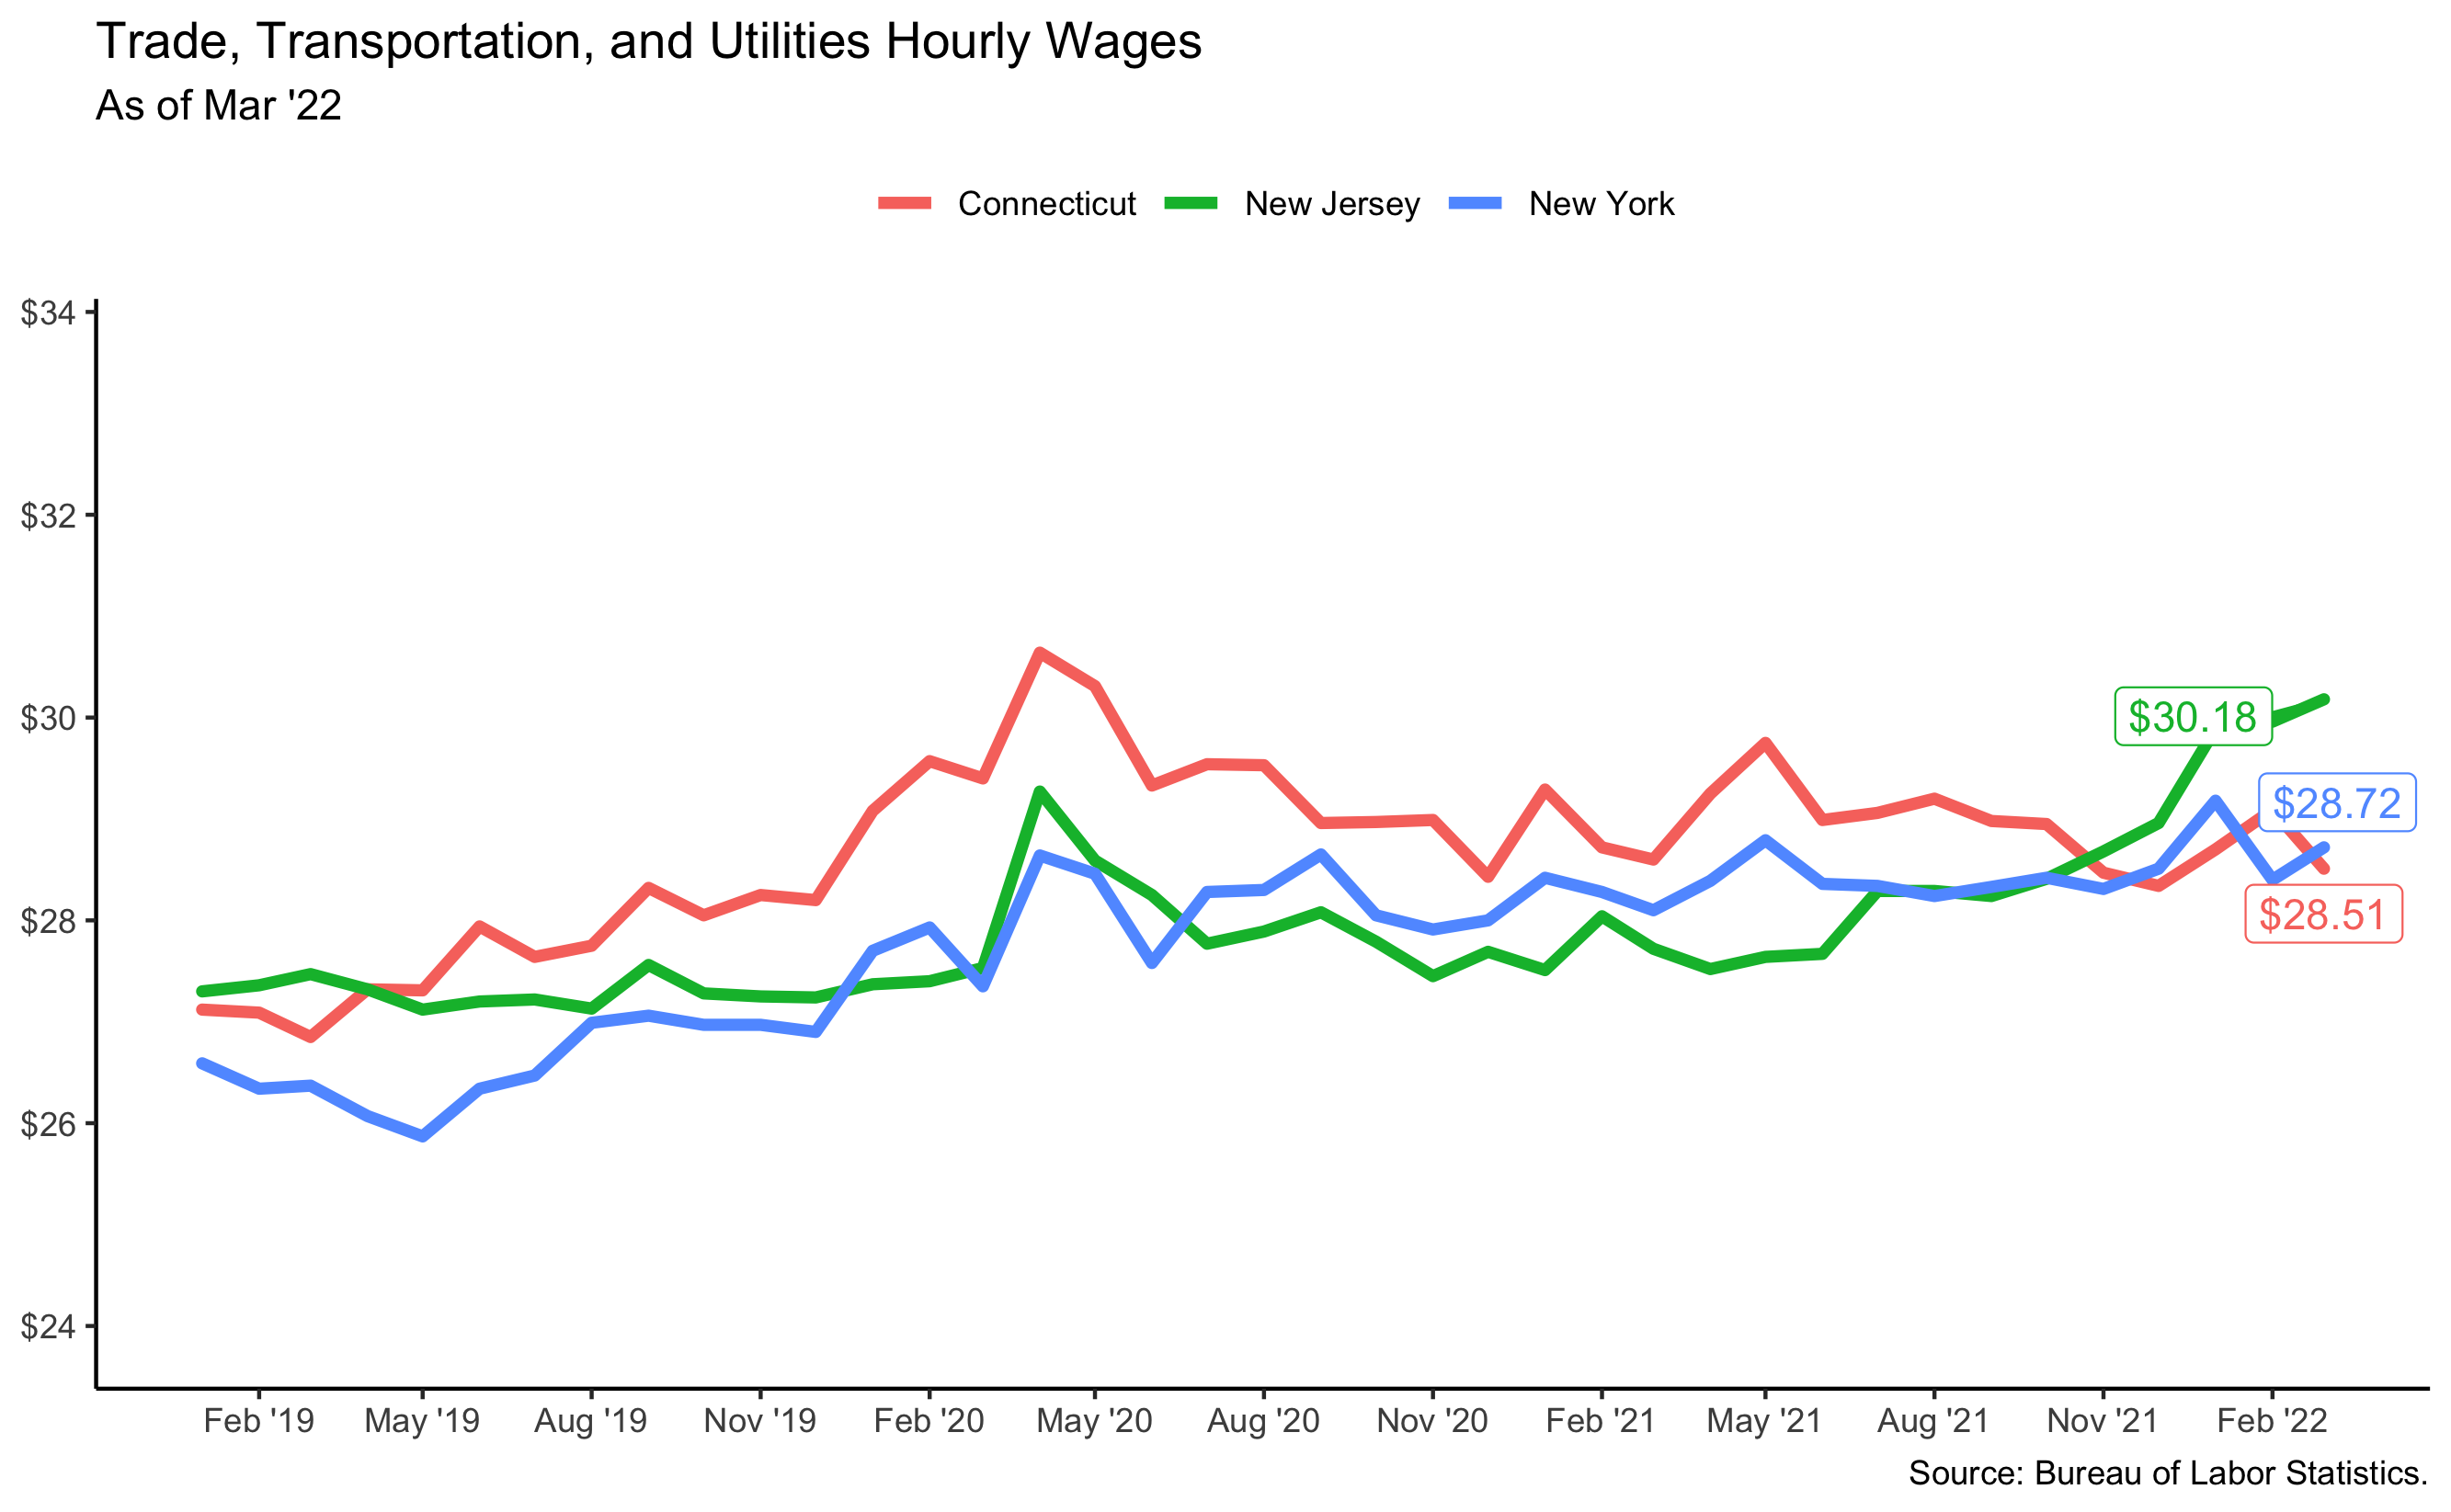 Trade, Transportation, and Utilities Hourly Wages
As of Mar '22
Connecticut New Jersey New York
$34
$32
$30
$28
$26
$24
$30.18
$28.72
$28.51
Feb '19 May '19 Aug '19 Nov '19 Feb '20 May '20 Aug '20 Nov '20 Feb '21 May '21 Aug '21 Nov '21 Feb '22
Source: Bureau of Labor Statistics.